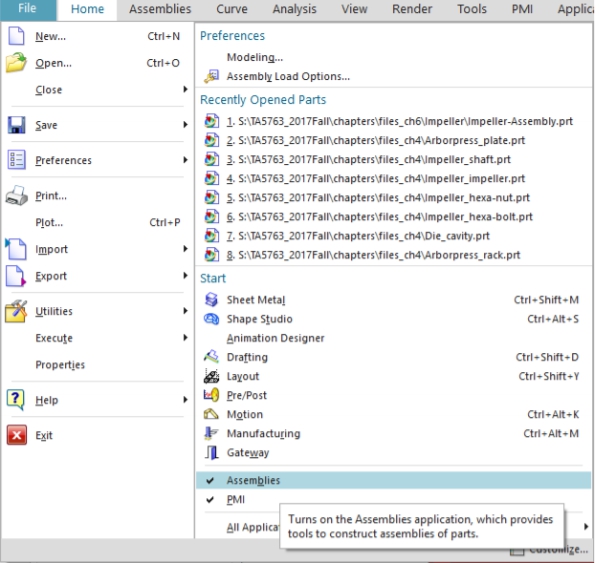 File Home Assemblies Curve Analysis View Render Tools PMI Applica
New... Ctrl+N
Open... Ctrl+O
Close
Save
Preferences
Print...
Plot... Ctrl+P
Import
Export
Utilities
Execute
Properties
Help
Exit
Preferences
Modeling...
Assembly Load Options...
Recently Opened Parts
1. S:\TA5763_2017Fall\chapters\files_ch6\Impeller\Impeller-Assembly.prt
2. S:\TA5763_2017Fall\chapters\files_ch4\Arborpress_plate.prt
3. S:\TA5763_2017Fall\chapters\files_ch4\Impeller_shaft.prt
4. S:\TA5763_2017Fall\chapters\files_ch4\Impeller_impeller.prt
5. S:\TA5763_2017Fall\chapters\files_ch4\Impeller_hexa-nut.prt
6. S:\TA5763_2017Fall\chapters\files_ch4\Impeller_hexa-bolt.prt
7. S:\TA5763_2017Fall\chapters\files_ch4\Die_cavity.prt
8. S:\TA5763_2017Fall\chapters\files_ch4\Arborpress_rack.prt
Start
Sheet Metal Ctrl+Shift+M
Shape Studio Ctrl+Alt+S
Animation Designer
Drafting Ctrl+Shift+D
Layout Ctrl+Shift+Y
Pre/Post
Motion Ctrl+Alt+K
Manufacturing Ctrl+Alt+M
Gateway
Assemblies
PMI
All Applica
Turns on the Assemblies application, which provides
tools to construct assemblies of parts.
Customize...